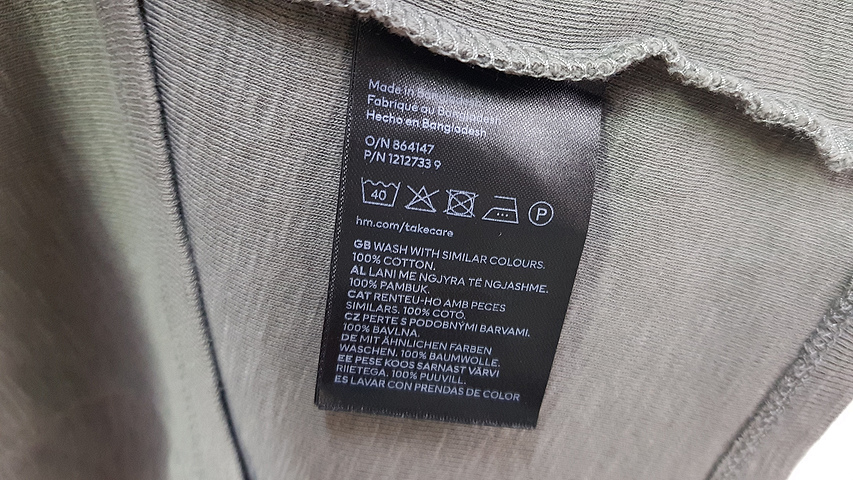 Made in Bangladesh
Fabriqué au Bangladesh
Hecho en Bangladesh
O/N 864147
P/N 1212733 9
40
P
hm.com/takecare
GB WASH WITH SIMILAR COLOURS.
100% COTTON.
AL LANI ME NGJYRA TË NGJASHME.
100% PAMBUK.
CAT RENTEU-HO AMB PECES
SIMILARS. 100% COTÓ.
CZ PERTE S PODOBNÝMI BARVAMI.
100% BAVLNA.
DE MIT ÄHNLICHEN FARBEN
WASCHEN. 100% BAUMWOLLE.
EE PESE KOOS SARNAST VÄRVI
RIIETEGA. 100% PUUVILL.
ES LAVAR CON PRENDAS DE COLOR